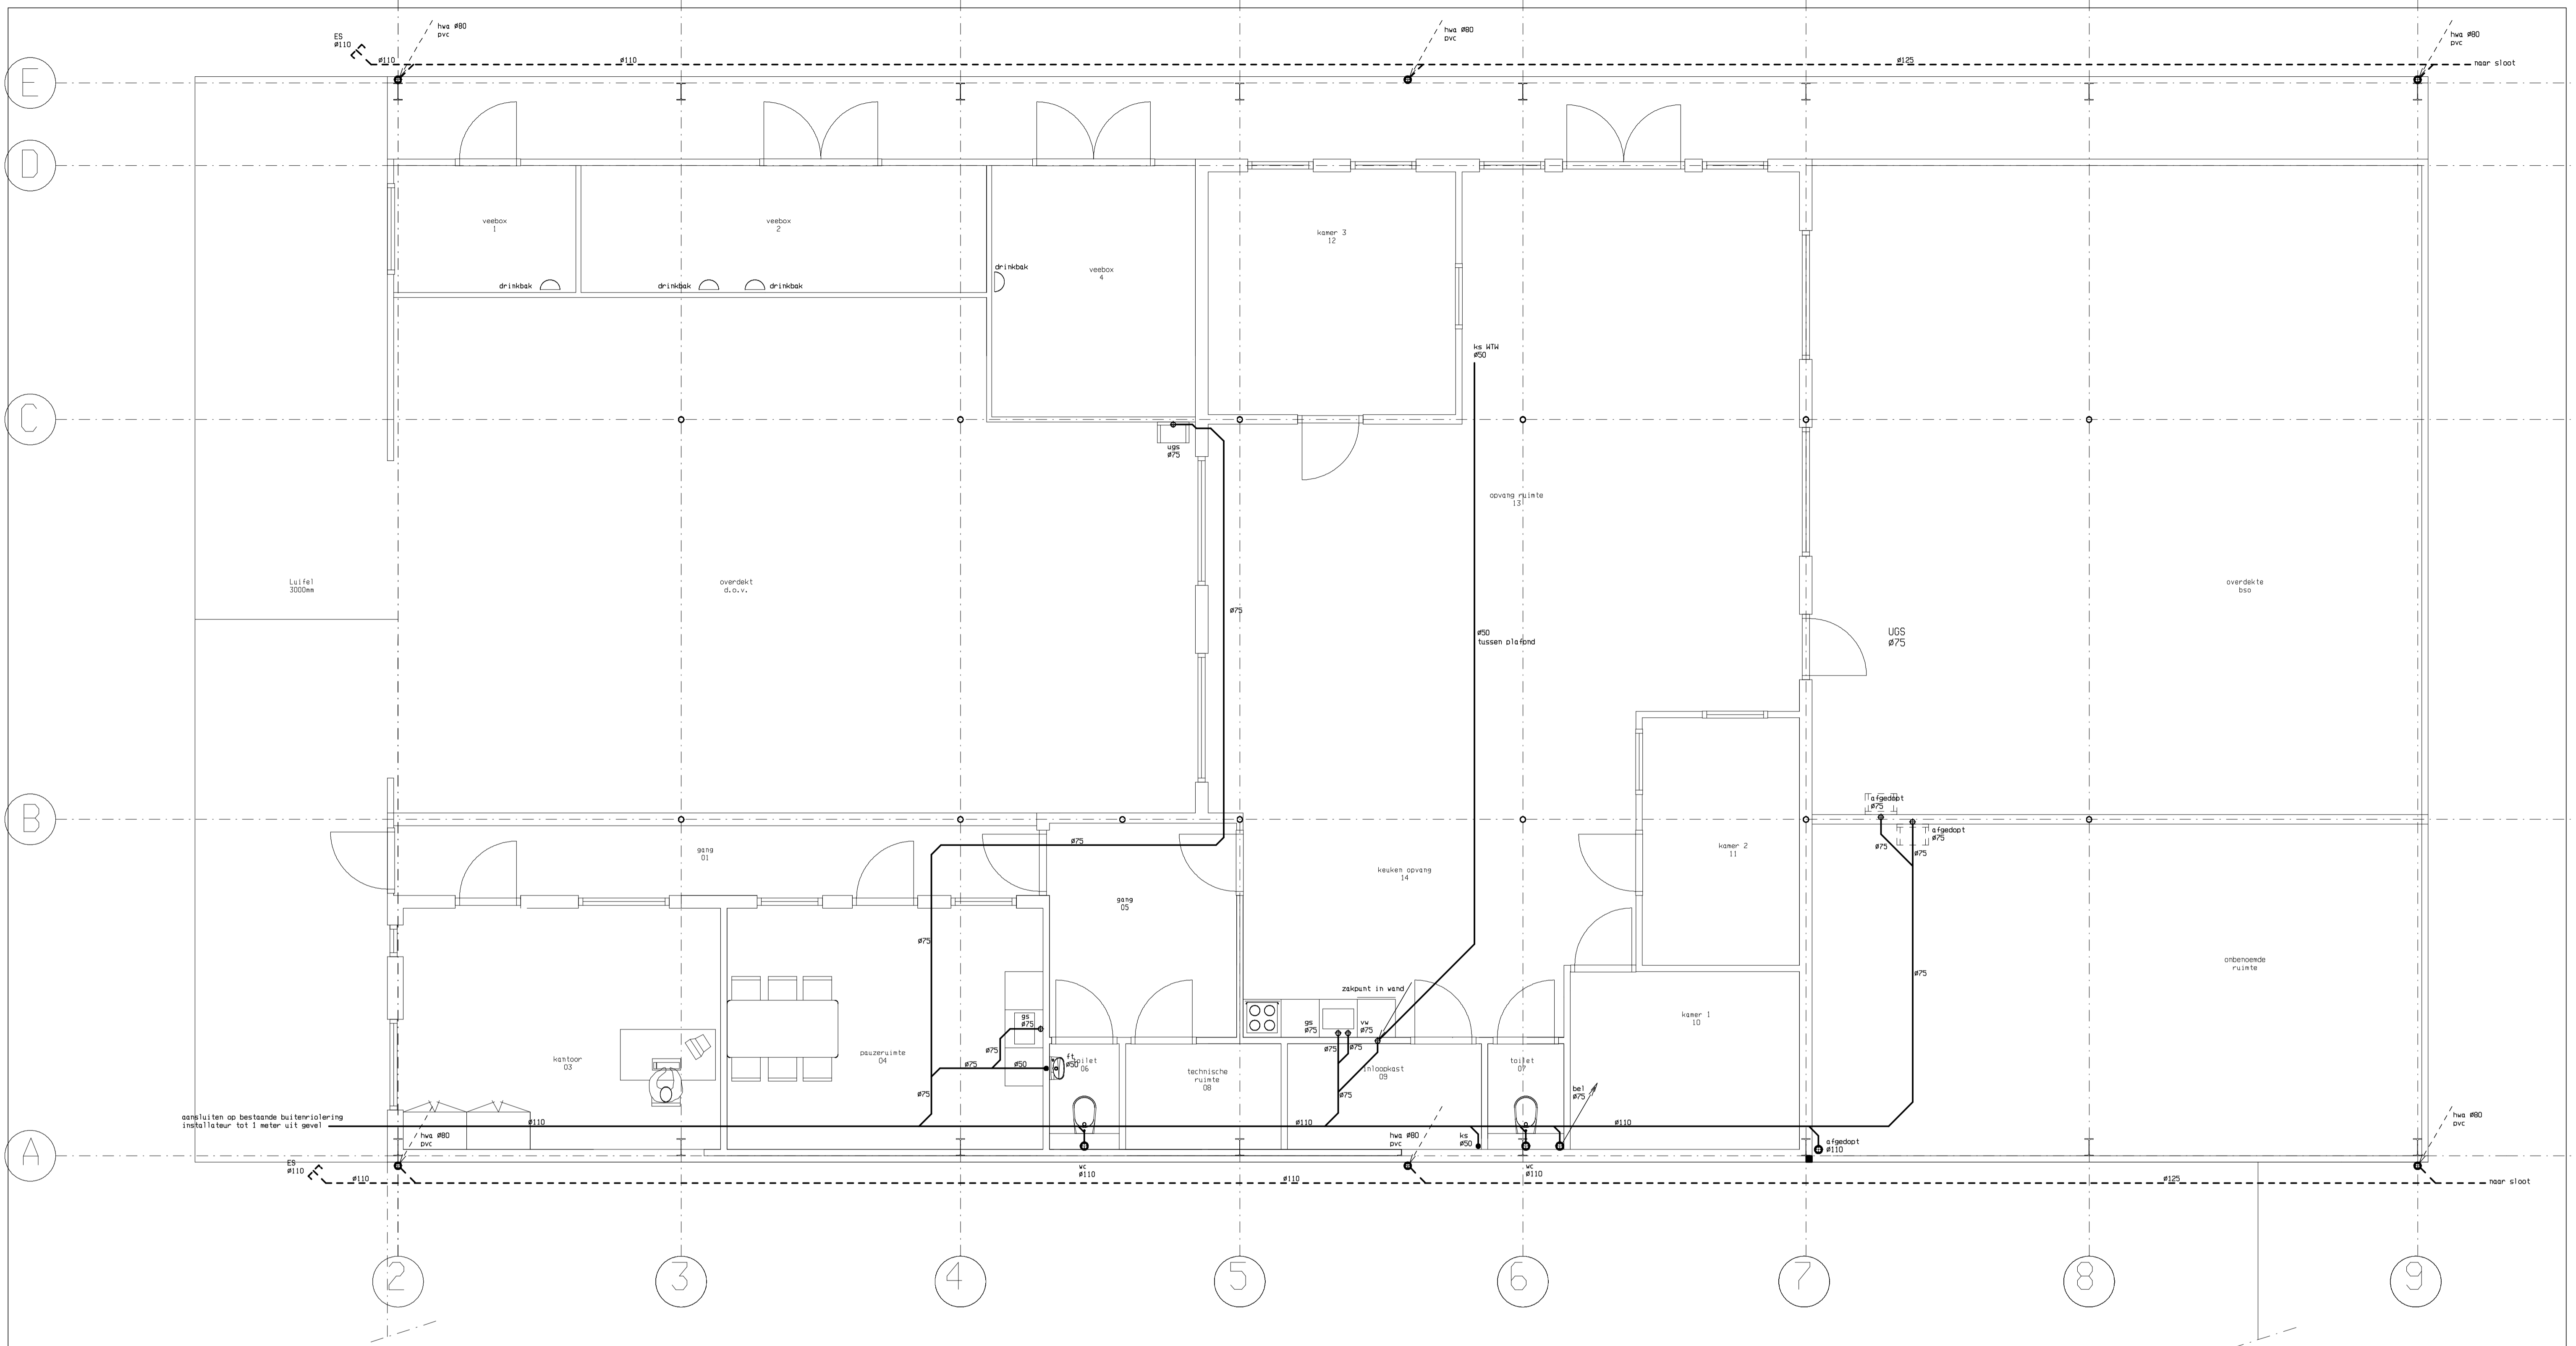 ES
ø110
hwa ø80
pvc
hwa ø80
pvc
hwa ø80
pvc
ø110
ø110
ø125
naar sloot
E
D
veebox
1
veebox
2
veebox
4
kamer 3
12
drinkbak
drinkbak
drinkbak
drinkbak
ks WTW
ø50
C
ugs
ø75
opvang ruimte
13
Luifel
3000mm
overdekt
d.o.v.
overdekte
bso
ø75
ø50
tussen plafond
UGS
ø75
afgedopt
ø75
B
afgedopt
ø75
gang
01
ø75
kamer 2
11
ø75
ø75
keuken opvang
14
gang
05
ø75
onbenoemde
ruimte
ø75
zakpunt in wand
gs
ø75
gs
ø75
vw
ø75
kamer 1
10
ø75
ø75
ø75
kantoor
03
pauzeruimte
04
ø75
ø50
ft
ø50
toilet
06
technische
ruimte
08
inloopkast
09
toilet
07
ø75
ø75
bel
ø75
aansluiten op bestaande buitenriolering
installateur tot 1 meter uit gevel
ø110
ø110
ø110
hwa ø80
pvc
hwa ø80
pvc
ks
ø50
afgedopt
ø110
hwa ø80
pvc
A
ES
ø110
ø110
wc
ø110
ø110
wc
ø110
ø125
naar sloot
2
3
4
5
6
7
8
9